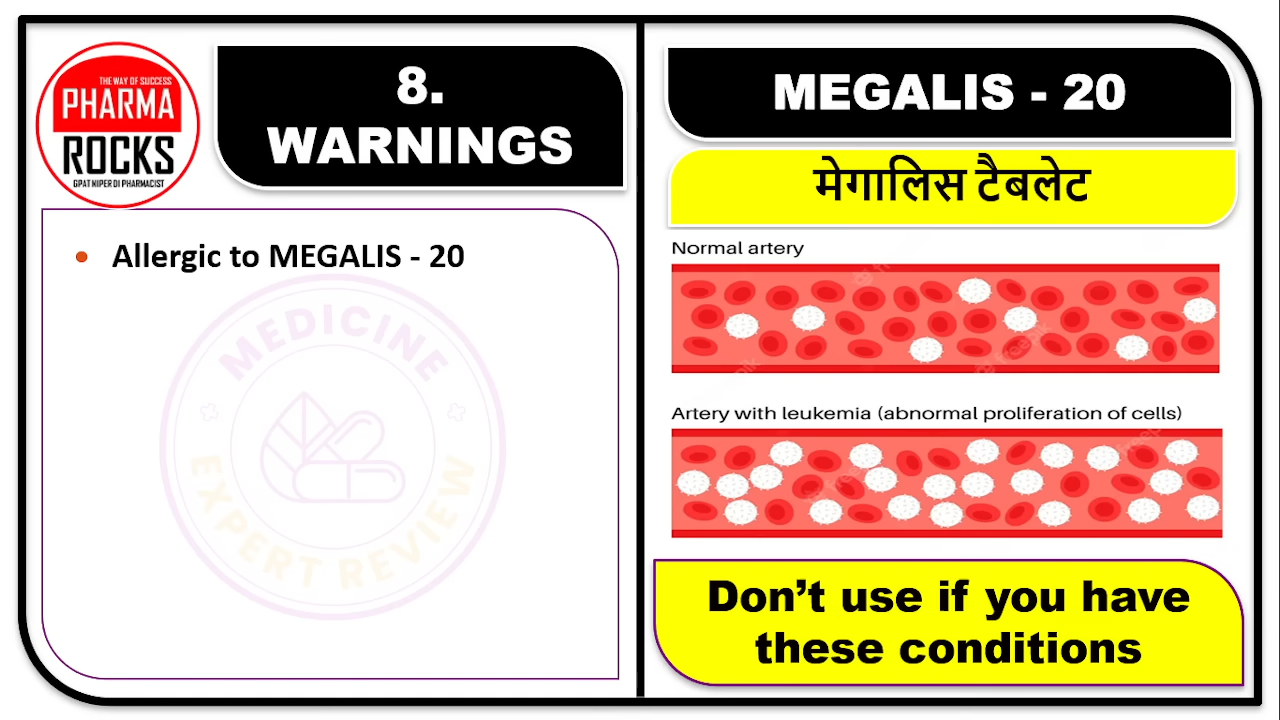 THE WAY OF SUCCESS
PHARMA
ROCKS
GPAT NIPER DI PHARMACIST
8.
WARNINGS
• Allergic to MEGALIS - 20
MEDICINE
EXPERT REVIEW
MEGALIS - 20
मेगालिस टैबलेट
Normal artery
Artery with leukemia (abnormal proliferation of cells)
Don’t use if you have
these conditions